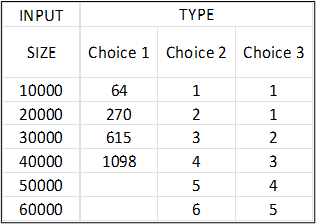 INPUT TYPE
SIZE Choice 1 Choice 2 Choice 3
10000 64 1 1
20000 270 2 1
30000 615 3 2
40000 1098 4 3
50000 5 4
60000 6 5